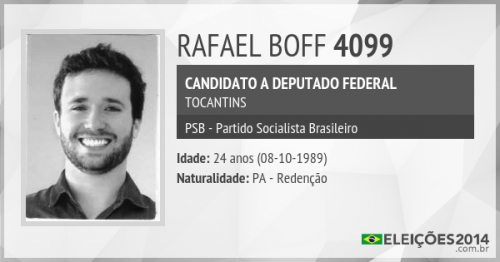 RAFAEL BOFF 4099
CANDIDATO A DEPUTADO FEDERAL
TOCANTINS
PSB - Partido Socialista Brasileiro
Idade: 24 anos (08-10-1989)
Naturalidade: PA - Redenção
ELEIÇÕES2014
.com.br